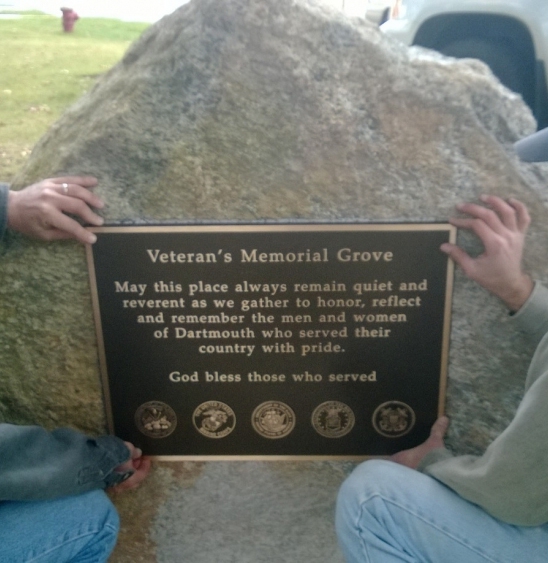 Veteran's Memorial Grove
May this place always remain quiet and
reverent as we gather to honor, reflect
and remember the men and women
of Dartmouth who served their
country with pride.
God bless those who served